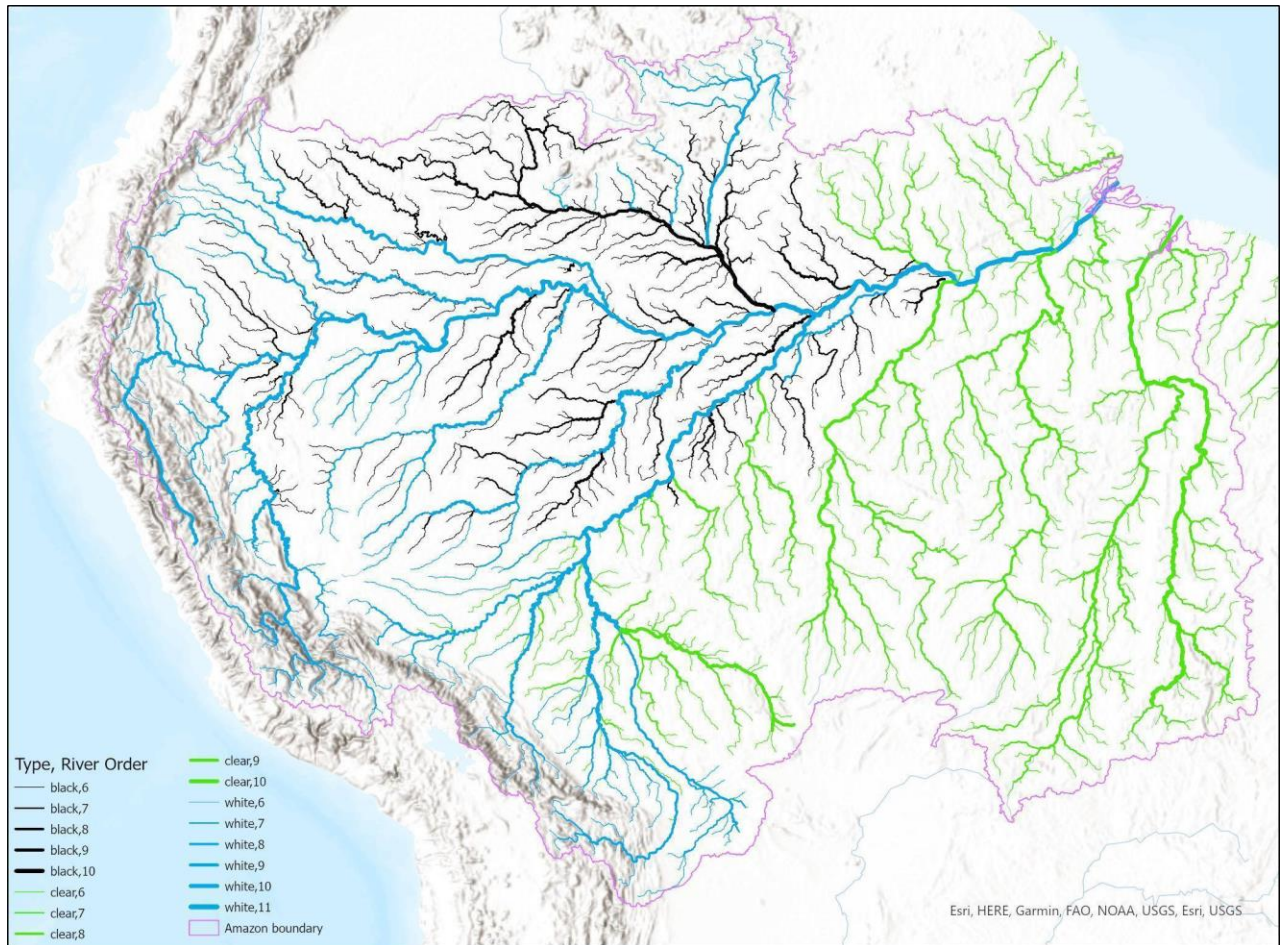 Type, River Order
black,6
black,7
black,8
black,9
black,10
clear,6
clear,7
clear,8
clear,9
clear,10
white,6
white,7
white,8
white,9
white,10
white,11
Amazon boundary
Esri, HERE, Garmin, FAO, NOAA, USGS, Esri, USGS